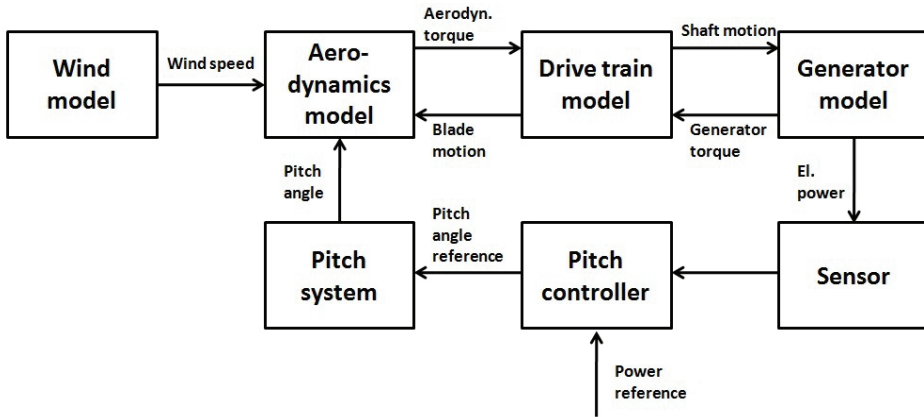 Wind
model
Wind speed
Aero-
dynamics
model
Aerodyn.
torque
Blade
motion
Drive train
model
Shaft motion
Generator
torque
Generator
model
Pitch
angle
El.
power
Pitch
system
Pitch
angle
reference
Pitch
controller
Sensor
Power
reference